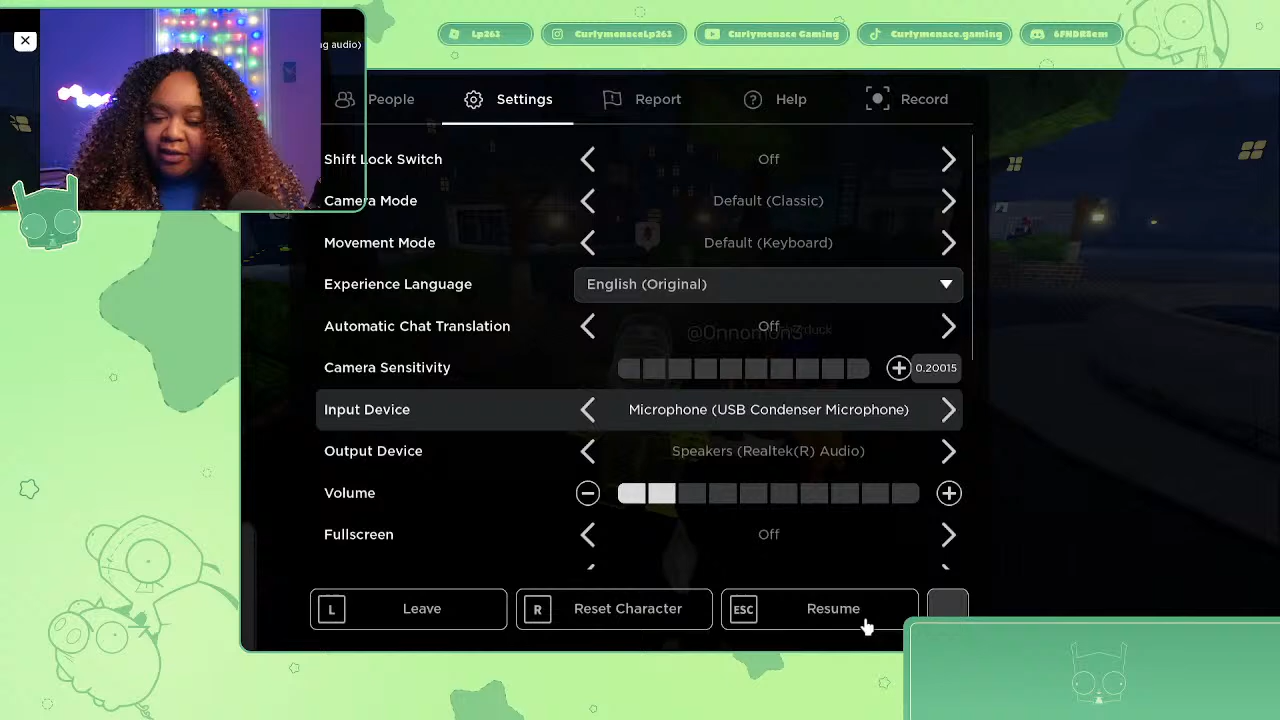 Lp263
CurlymenaceLp263
Curlymenace Gaming
Curlymenace.gaming
6FNDR8em
ng audio)
People
Settings
Report
Help
Record
Shift Lock Switch
Off
Camera Mode
Default (Classic)
Movement Mode
Default (Keyboard)
Experience Language
English (Original)
Automatic Chat Translation
Off
Camera Sensitivity
0.20015
Input Device
Microphone (USB Condenser Microphone)
Output Device
Speakers (Realtek(R) Audio)
Volume
Fullscreen
Off
L
Leave
R
Reset Character
ESC
Resume